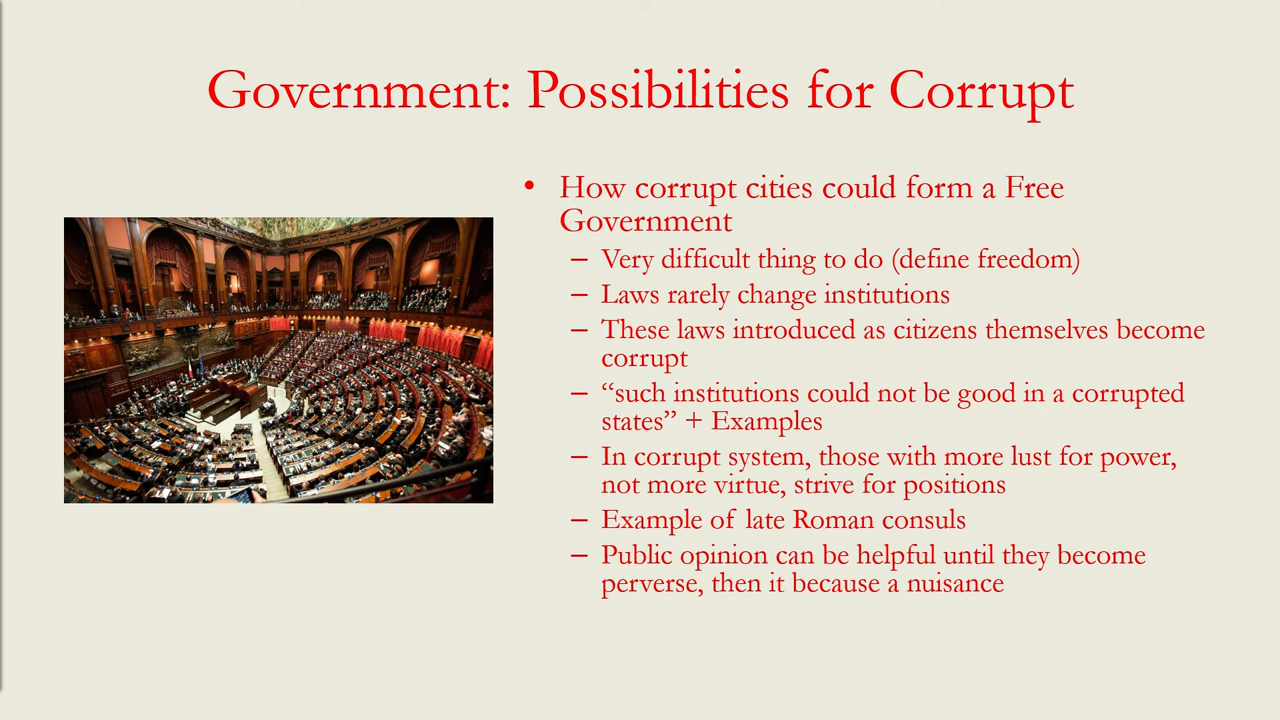 Government: Possibilities for Corrupt
• How corrupt cities could form a Free
Government
– Very difficult thing to do (define freedom)
– Laws rarely change institutions
– These laws introduced as citizens themselves become
corrupt
– “such institutions could not be good in a corrupted
states” + Examples
– In corrupt system, those with more lust for power,
not more virtue, strive for positions
– Example of late Roman consuls
– Public opinion can be helpful until they become
perverse, then it because a nuisance